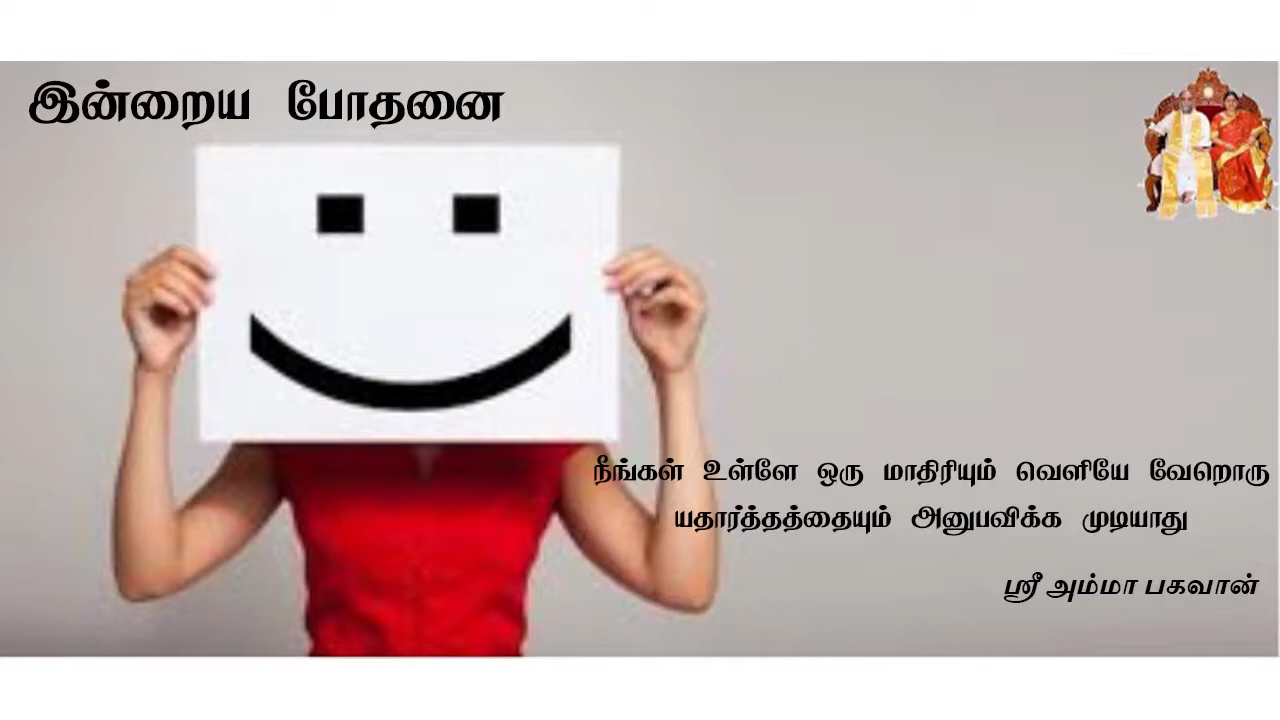 இன்றைய போதனை
நீங்கள் உள்ளே ஒரு மாதிரியும் வெளியே வேறொரு
யதார்த்தத்தையும் அனுபவிக்க முடியாது
ஸ்ரீ அம்மா பகவான்